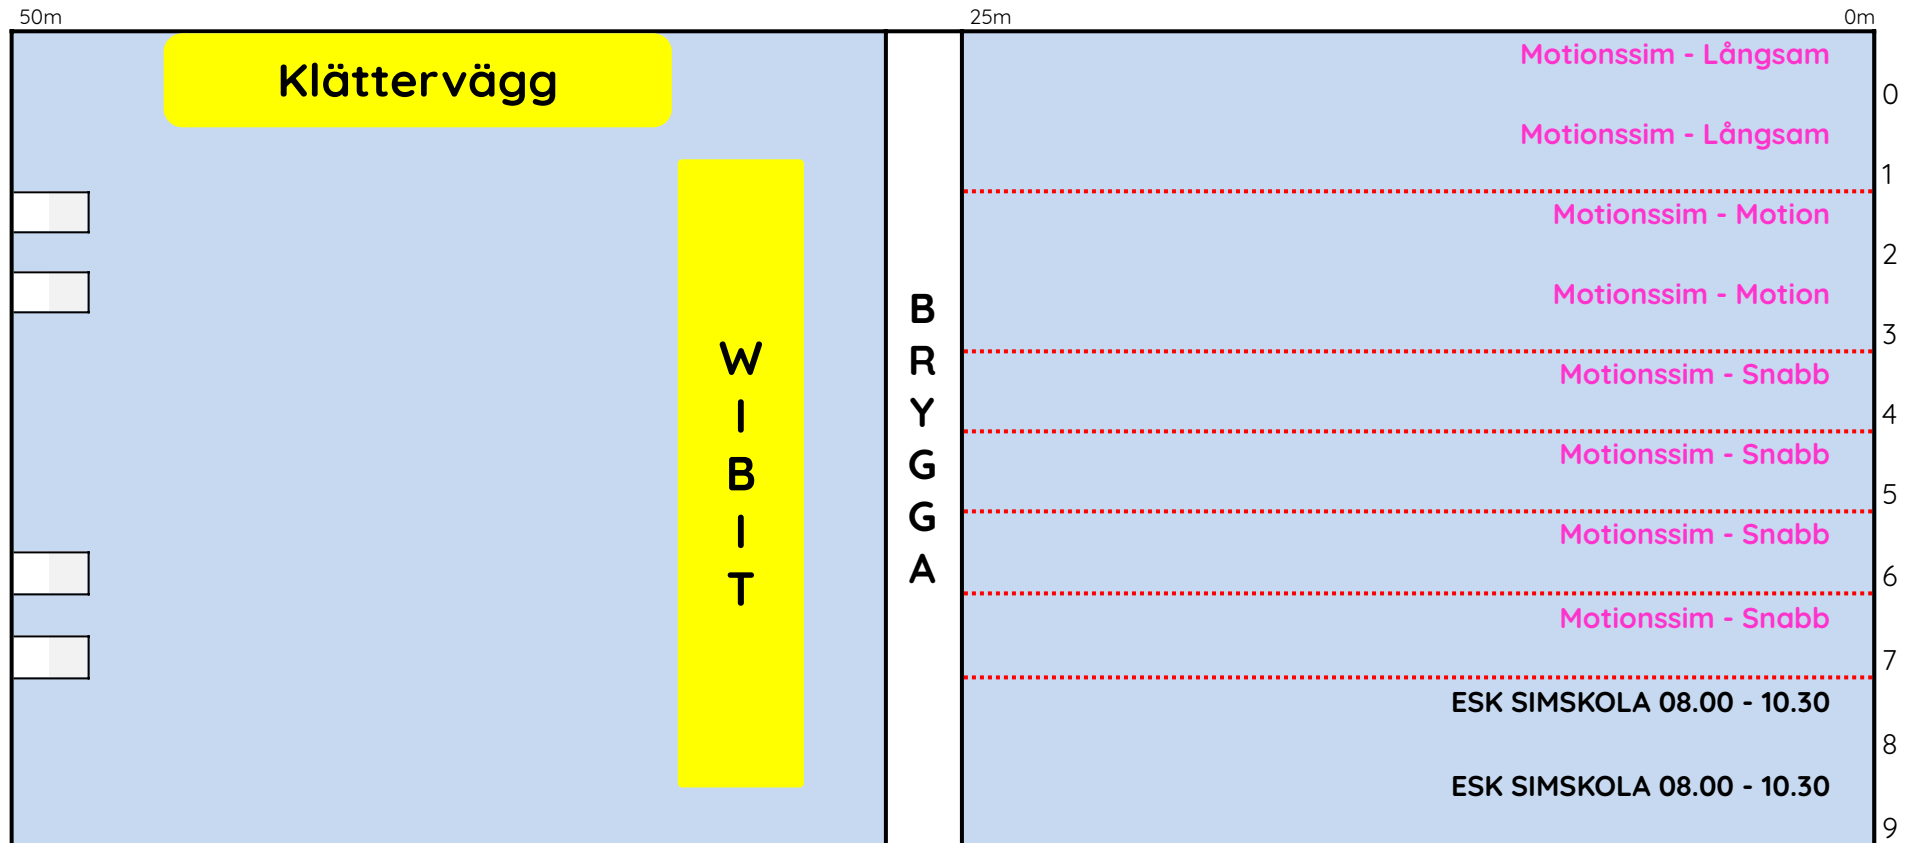 50m
25m
0m
Klättervägg
Motionssim - Långsam
0
Motionssim - Långsam
1
Motionssim - Motion
2
Motionssim - Motion
3
Motionssim - Snabb
4
Motionssim - Snabb
5
Motionssim - Snabb
6
Motionssim - Snabb
7
ESK SIMSKOLA 08.00 - 10.30
8
ESK SIMSKOLA 08.00 - 10.30
9
WIBIT
BRYGGA